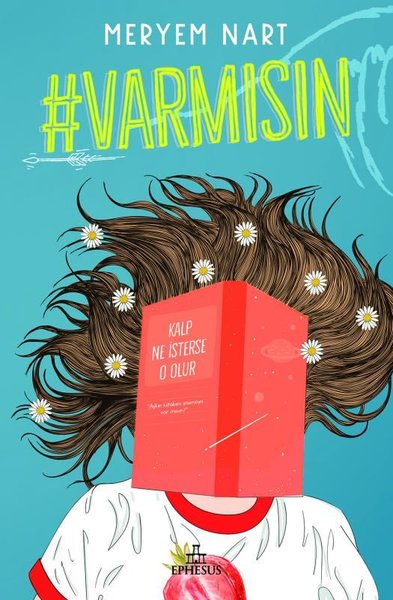 MERYEM NART
#VARMISIN
KALP
NE İSTERSE
O OLUR
EPHESUS